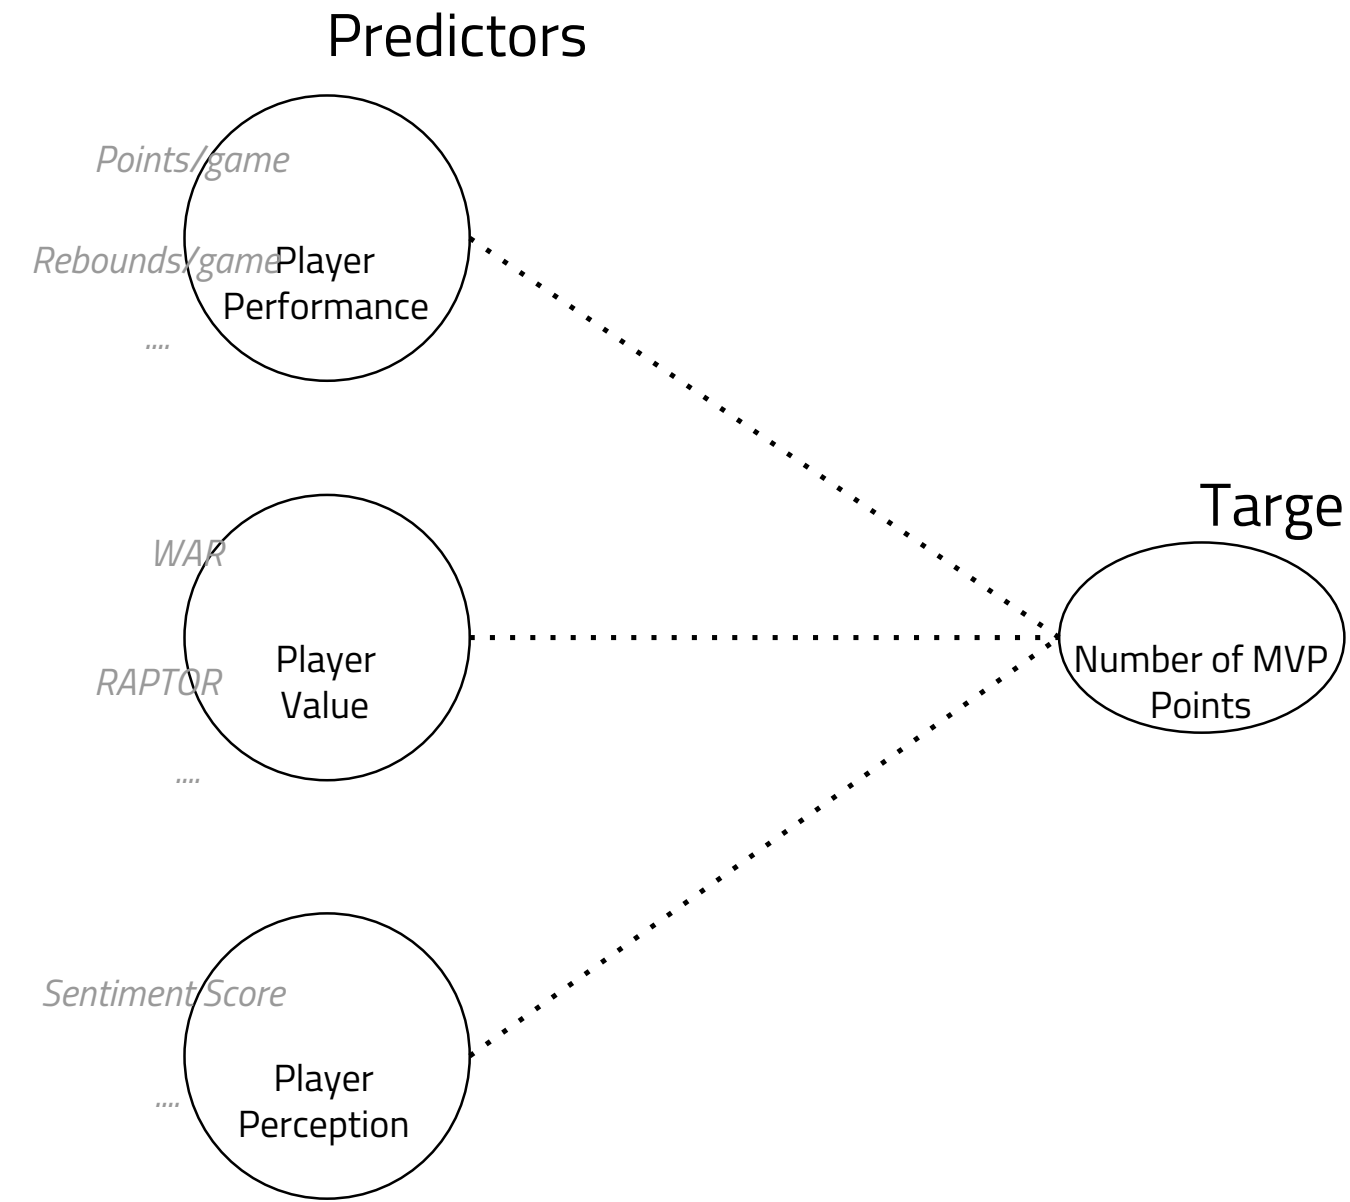 Predictors
Points/game
Rebounds/game
Player
Performance
....
Targe
WAR
RAPTOR
Player
Value
....
Number of MVP
Points
Sentiment Score
Player
Perception
....